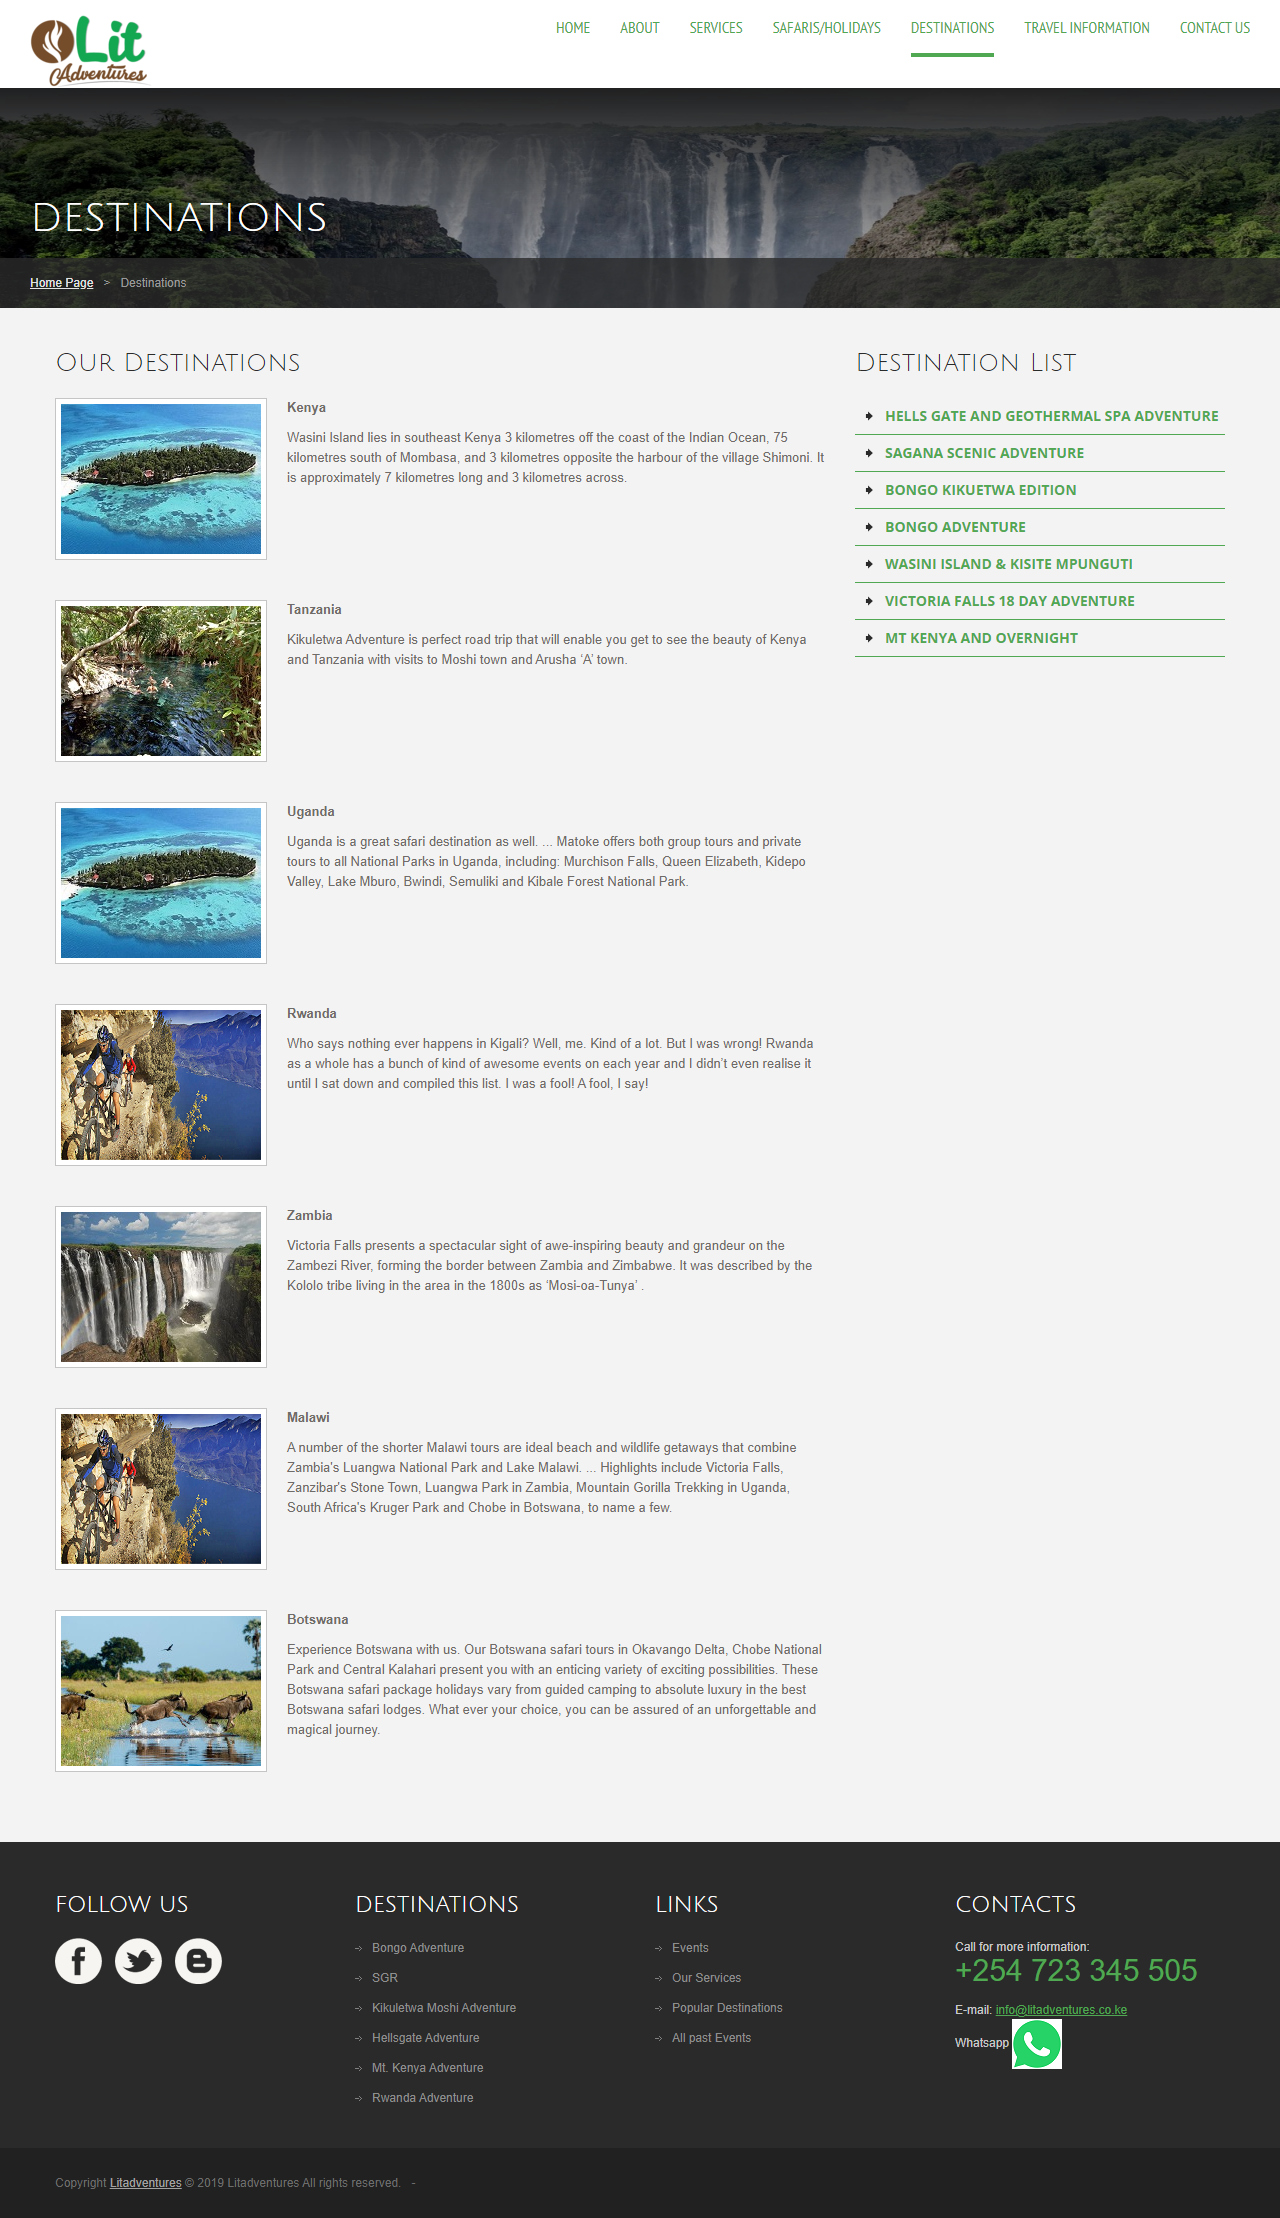 Lit
Adventures
HOME ABOUT SERVICES SAFARIS/HOLIDAYS DESTINATIONS TRAVEL INFORMATION CONTACT US
DESTINATIONS
Home Page > Destinations
Our Destinations
Kenya
Wasini Island lies in southeast Kenya 3 kilometres off the coast of the Indian Ocean, 75
kilometres south of Mombasa, and 3 kilometres opposite the harbour of the village Shimoni. It
is approximately 7 kilometres long and 3 kilometres across.
Tanzania
Kikuletwa Adventure is perfect road trip that will enable you get to see the beauty of Kenya
and Tanzania with visits to Moshi town and Arusha ‘A’ town.
Uganda
Uganda is a great safari destination as well. ... Matoke offers both group tours and private
tours to all National Parks in Uganda, including: Murchison Falls, Queen Elizabeth, Kidepo
Valley, Lake Mburo, Bwindi, Semuliki and Kibale Forest National Park.
Rwanda
Who says nothing ever happens in Kigali? Well, me. Kind of a lot. But I was wrong! Rwanda
as a whole has a bunch of kind of awesome events on each year and I didn’t even realise it
until I sat down and compiled this list. I was a fool! A fool, I say!
Zambia
Victoria Falls presents a spectacular sight of awe-inspiring beauty and grandeur on the
Zambezi River, forming the border between Zambia and Zimbabwe. It was described by the
Kololo tribe living in the area in the 1800s as ‘Mosi-oa-Tunya’ .
Malawi
A number of the shorter Malawi tours are ideal beach and wildlife getaways that combine
Zambia's Luangwa National Park and Lake Malawi. ... Highlights include Victoria Falls,
Zanzibar's Stone Town, Luangwa Park in Zambia, Mountain Gorilla Trekking in Uganda,
South Africa's Kruger Park and Chobe in Botswana, to name a few.
Botswana
Experience Botswana with us. Our Botswana safari tours in Okavango Delta, Chobe National
Park and Central Kalahari present you with an enticing variety of exciting possibilities. These
Botswana safari package holidays vary from guided camping to absolute luxury in the best
Botswana safari lodges. What ever your choice, you can be assured of an unforgettable and
magical journey.
Destination List
HELLS GATE AND GEOTHERMAL SPA ADVENTURE
SAGANA SCENIC ADVENTURE
BONGO KIKUETWA EDITION
BONGO ADVENTURE
WASINI ISLAND & KISITE MPUNGUTI
VICTORIA FALLS 18 DAY ADVENTURE
MT KENYA AND OVERNIGHT
FOLLOW US
DESTINATIONS
Bongo Adventure
SGR
Kikuletwa Moshi Adventure
Hellsgate Adventure
Mt. Kenya Adventure
Rwanda Adventure
LINKS
Events
Our Services
Popular Destinations
All past Events
CONTACTS
Call for more information:
+254 723 345 505
E-mail: info@litadventures.co.ke
Whatsapp
Copyright Litadventures © 2019 Litadventures All rights reserved. -